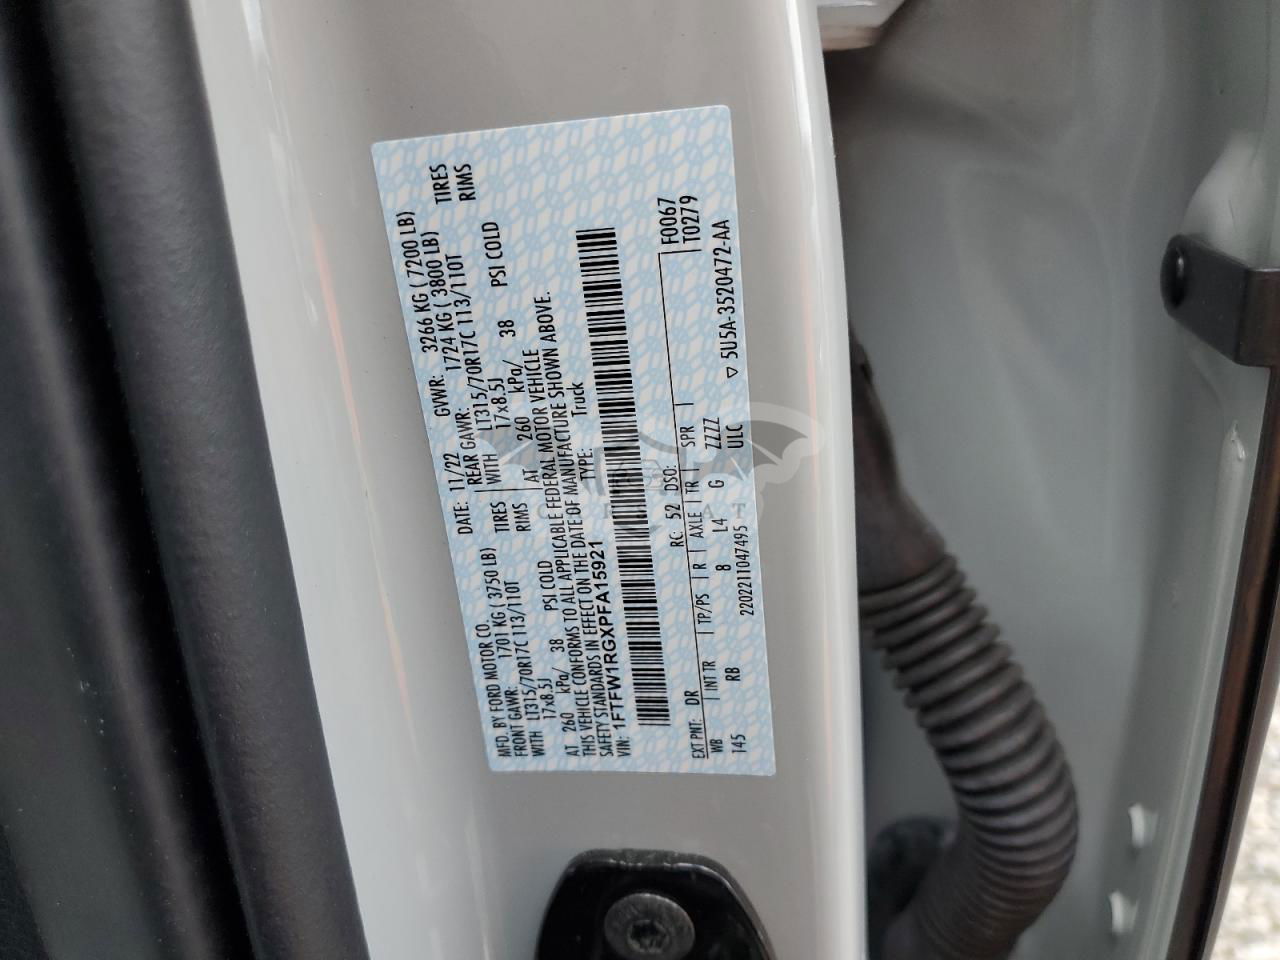 MFD. BY FORD MOTOR CO.
DATE: 11/22 GVWR: 3266 KG ( 7200 LB)
FRONT GAWR: 1701 KG ( 3750 LB) REAR GAWR: 1724 KG ( 3800 LB)
WITH LT315/70R17C 113/110T TIRES WITH LT315/70R17C 113/110T TIRES
17x8.5J RIMS 17x8.5J RIMS
AT 260 kPa/ 38 PSI COLD AT 260 kPa/ 38 PSI COLD
THIS VEHICLE CONFORMS TO ALL APPLICABLE FEDERAL MOTOR VEHICLE
SAFETY STANDARDS IN EFFECT ON THE DATE OF MANUFACTURE SHOWN ABOVE.
VIN: 1FTFW1RGXPFA15921 TYPE: Truck
EXT PNT: DR RC: 52 DSO: F0067
WB INT TR TP/PS R AXLE TR SPR T0279
145 RB 8 L4 G ZZZZ
2202211047495 ULC ▽ 5U5A-3520472-AA